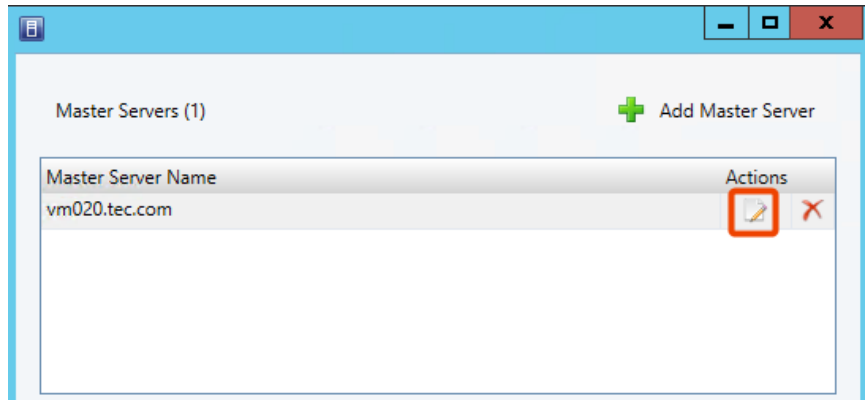 Master Servers (1)
Add Master Server
Master Server Name Actions
vm020.tec.com